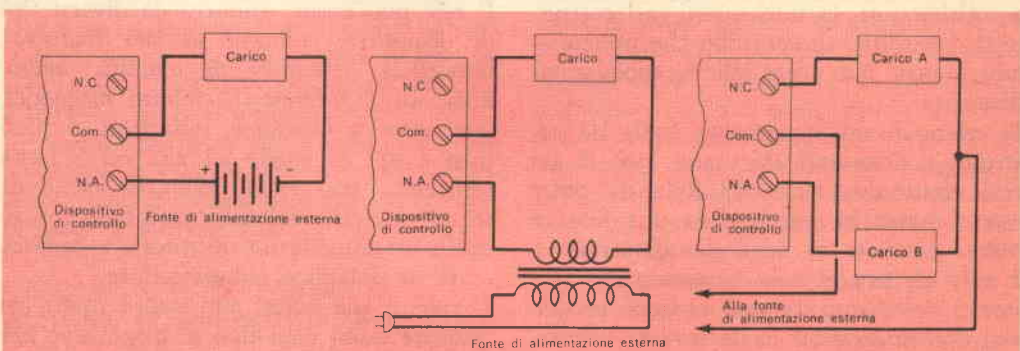 N.C.
Com.
N.A.
Dispositivo
di controllo
Carico
+
-
Fonte di alimentazione esterna
N.C.
Com.
N.A.
Dispositivo
di controllo
Carico
Fonte di alimentazione esterna
N.C.
Com.
N.A.
Dispositivo
di controllo
Carico A
Carico B
Alla fonte
di alimentazione esterna